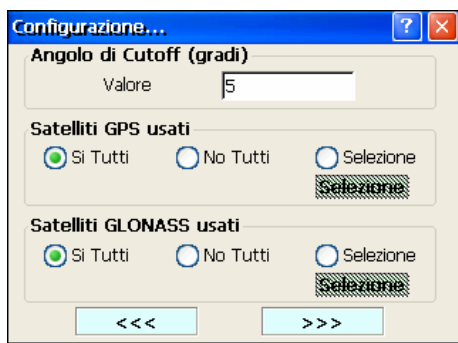 Configurazione...
Angolo di Cutoff (gradi)
Valore 5
Satelliti GPS usati
Si Tutti No Tutti Selezione
Selezione
Satelliti GLONASS usati
Si Tutti No Tutti Selezione
Selezione
<<< >>>